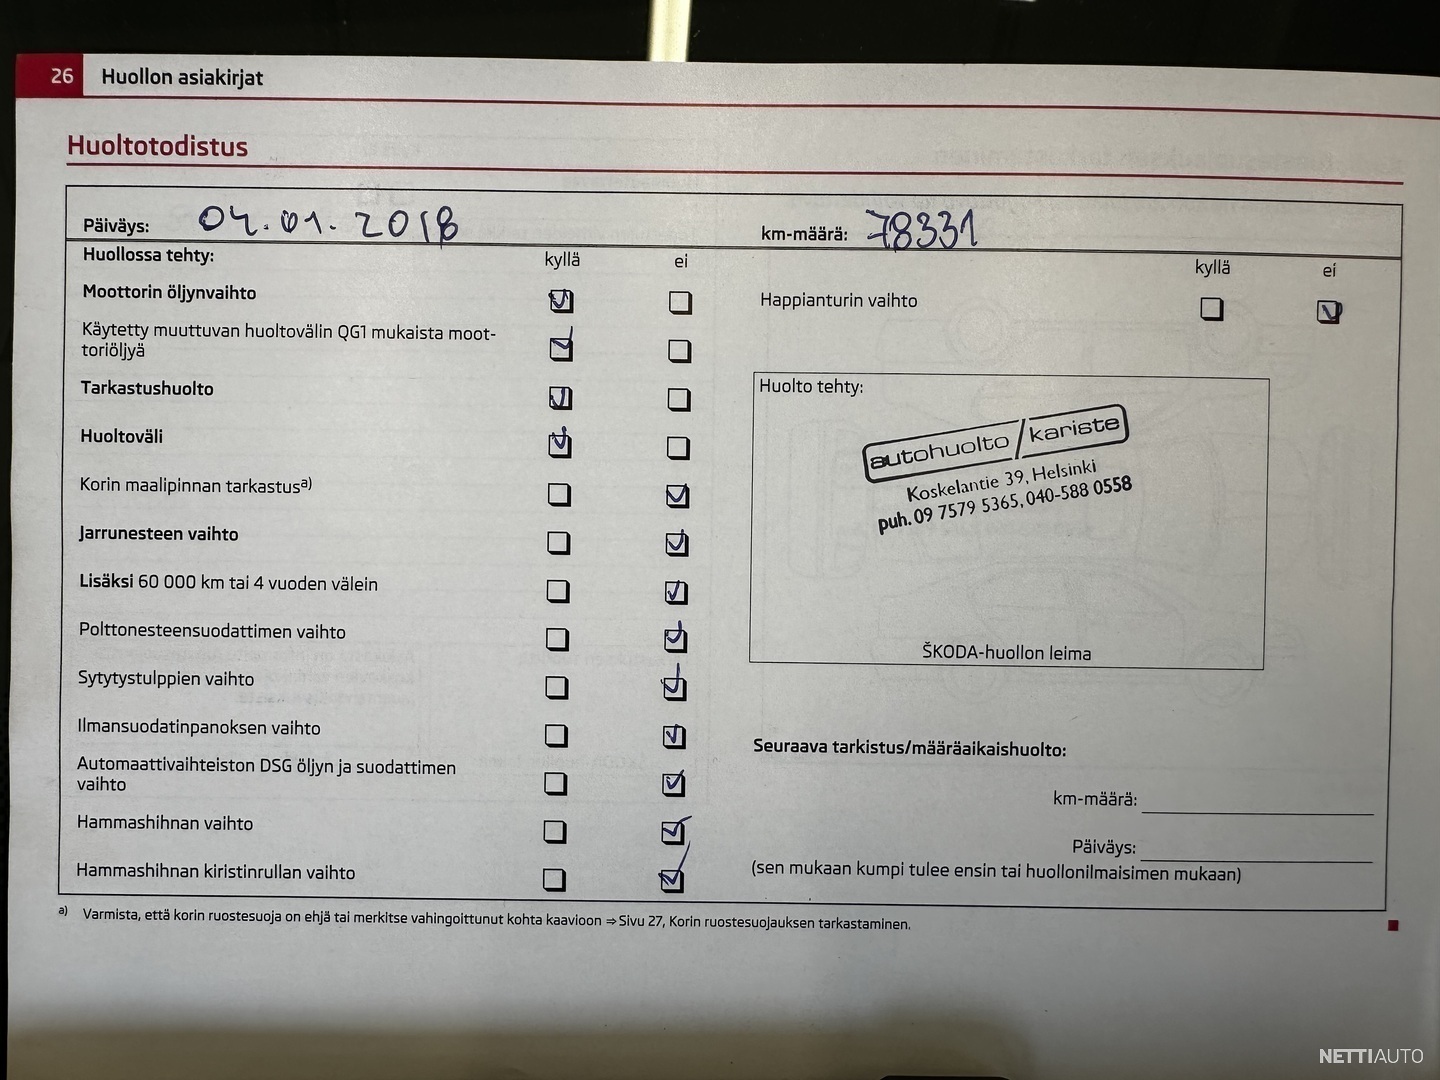 26 Huollon asiakirjat
Huoltotodistus
Päiväys: 04.01.2018
km-määrä: 78331
Huollossa tehty: kyllä ei
Moottorin öljynvaihto
Käytetty muuttuvan huoltovälin QG1 mukaista moot-
toriöljyä
Tarkastushuolto
Huoltoväli
Korin maalipinnan tarkastusa)
Jarrunesteen vaihto
Lisäksi 60 000 km tai 4 vuoden välein
Polttonesteensuodattimen vaihto
Sytytystulppien vaihto
Ilmansuodatinpanoksen vaihto
Automaattivaihteiston DSG öljyn ja suodattimen
vaihto
Hammashihnan vaihto
Hammashihnan kiristinrullan vaihto
kyllä ei
Happianturin vaihto
Huolto tehty:
autohuolto/kariste
Koskelantie 39, Helsinki
puh. 09 7579 5365, 040-588 0558
ŠKODA-huollon leima
Seuraava tarkistus/määräaikaishuolto:
km-määrä:
Päiväys:
(sen mukaan kumpi tulee ensin tai huollonilmaisimen mukaan)
a) Varmista, että korin ruostesuoja on ehjä tai merkitse vahingoittunut kohta kaavioon ⇒ Sivu 27, Korin ruostesuojauksen tarkastaminen.
NETTIAUTO